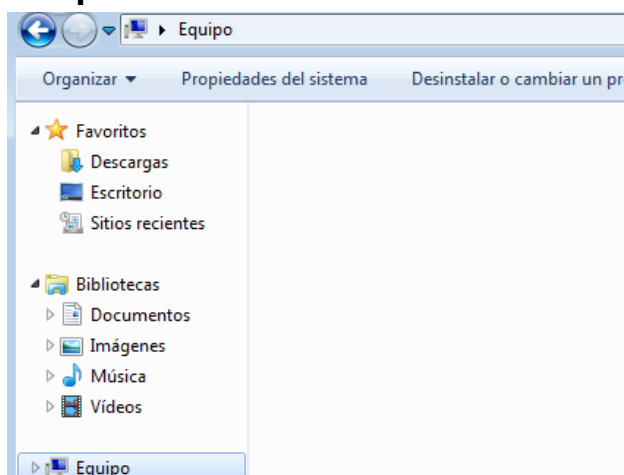 Equipo
Organizar Propiedades del sistema Desinstalar o cambiar un pr
Favoritos
Descargas
Escritorio
Sitios recientes
Bibliotecas
Documentos
Imágenes
Música
Vídeos
Equipo